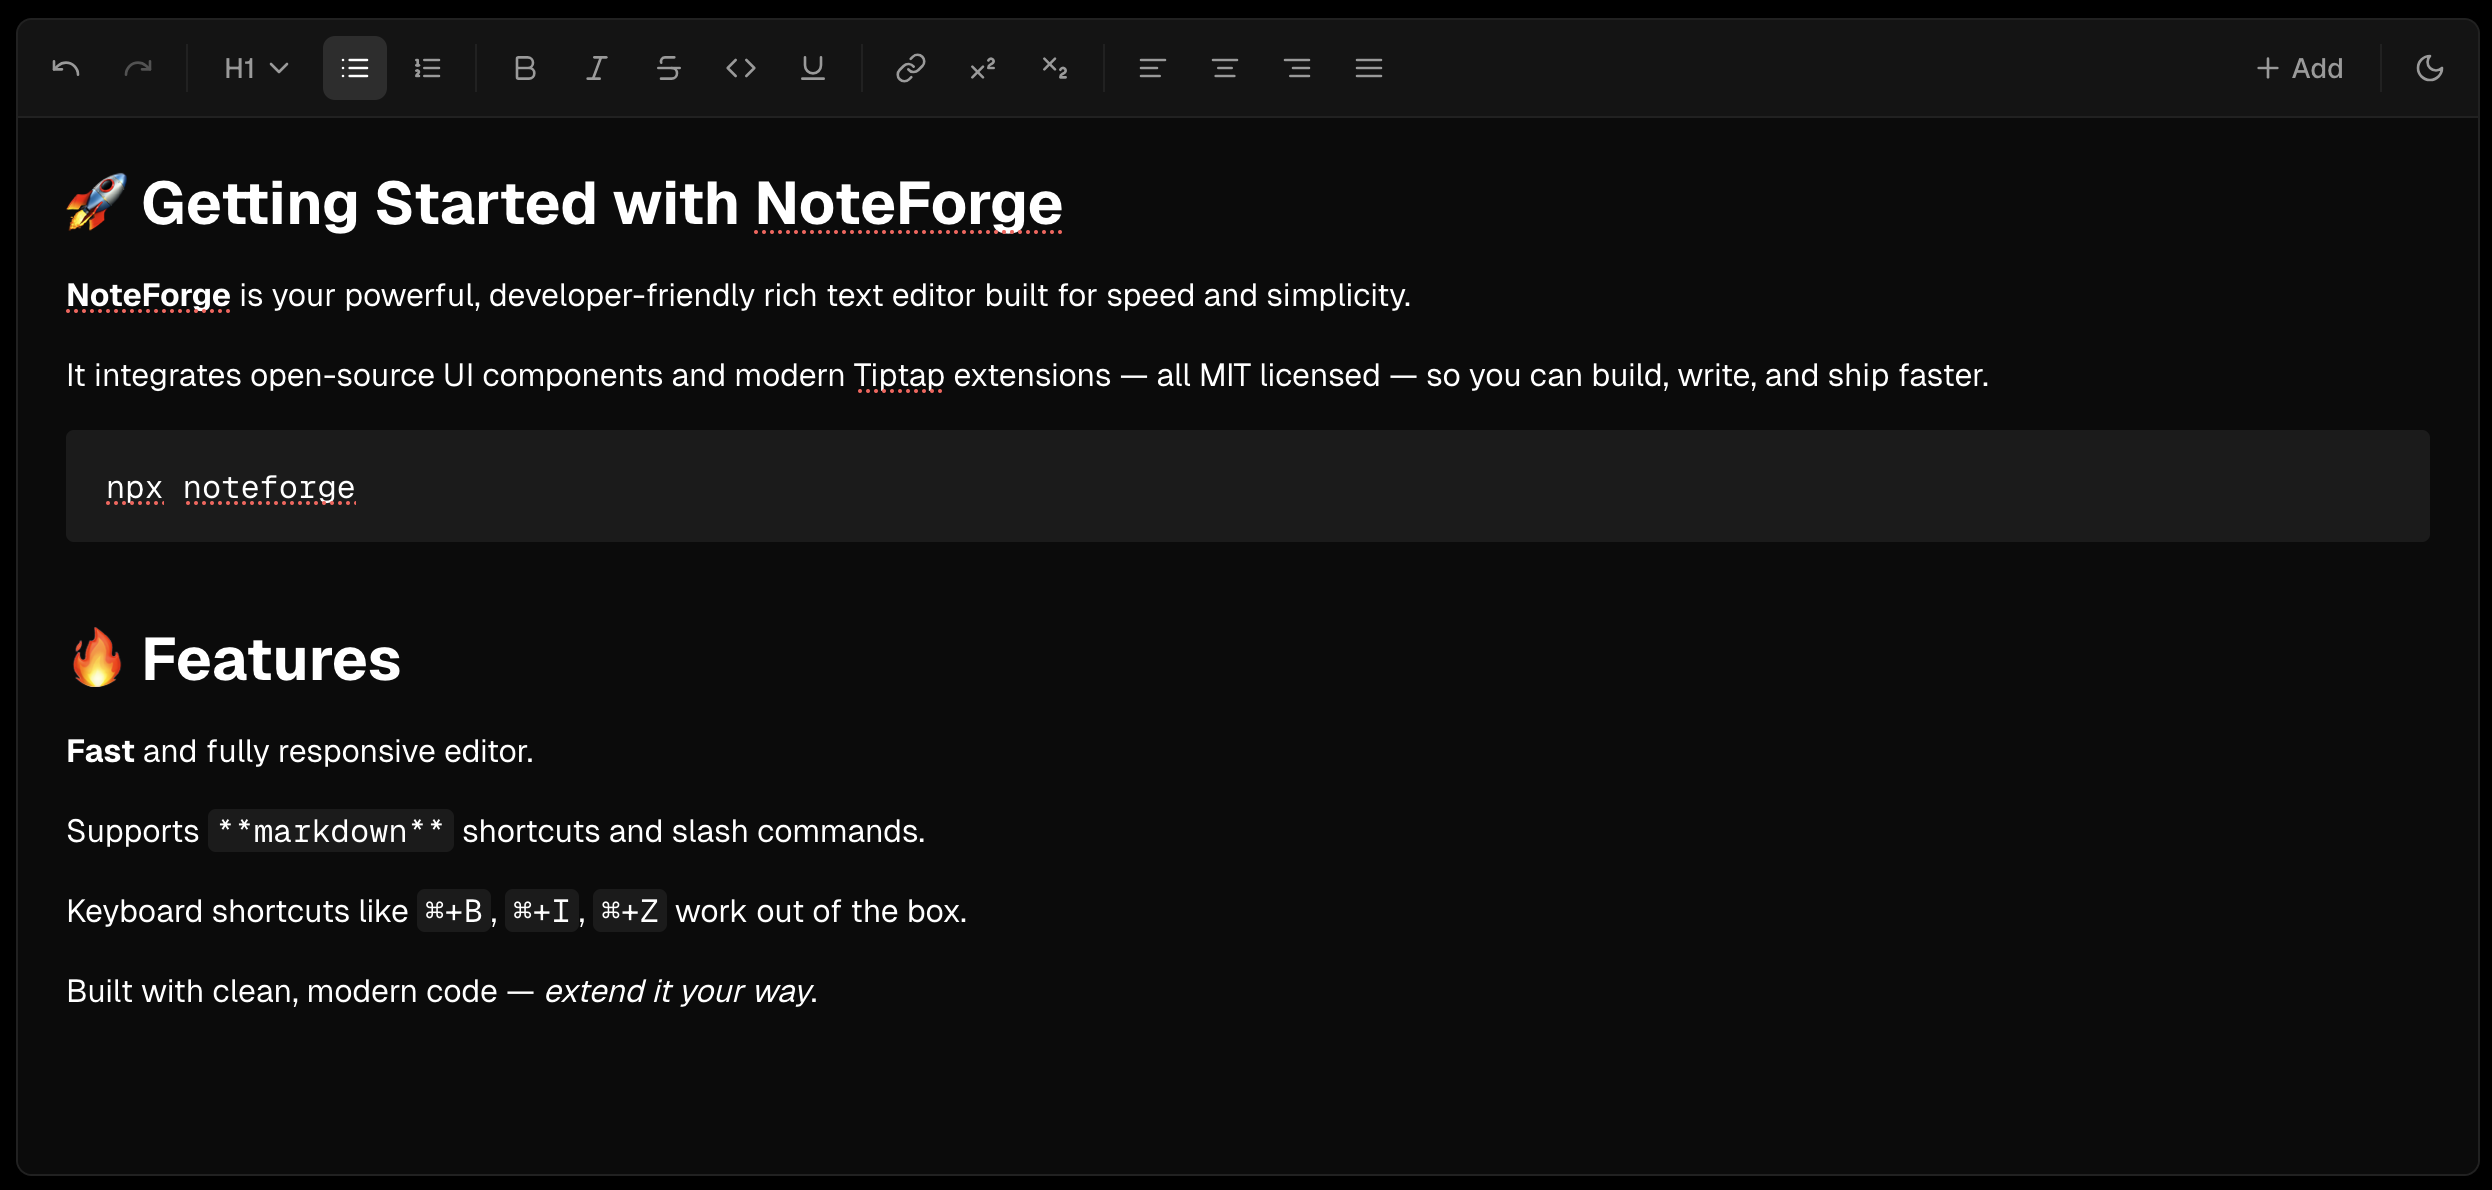 H1
Add
🚀 Getting Started with NoteForge
NoteForge is your powerful, developer-friendly rich text editor built for speed and simplicity.
It integrates open-source UI components and modern Tiptap extensions — all MIT licensed — so you can build, write, and ship faster.
npx noteforge
🔥 Features
Fast and fully responsive editor.
Supports **markdown** shortcuts and slash commands.
Keyboard shortcuts like ⌘+B, ⌘+I, ⌘+Z work out of the box.
Built with clean, modern code — extend it your way.